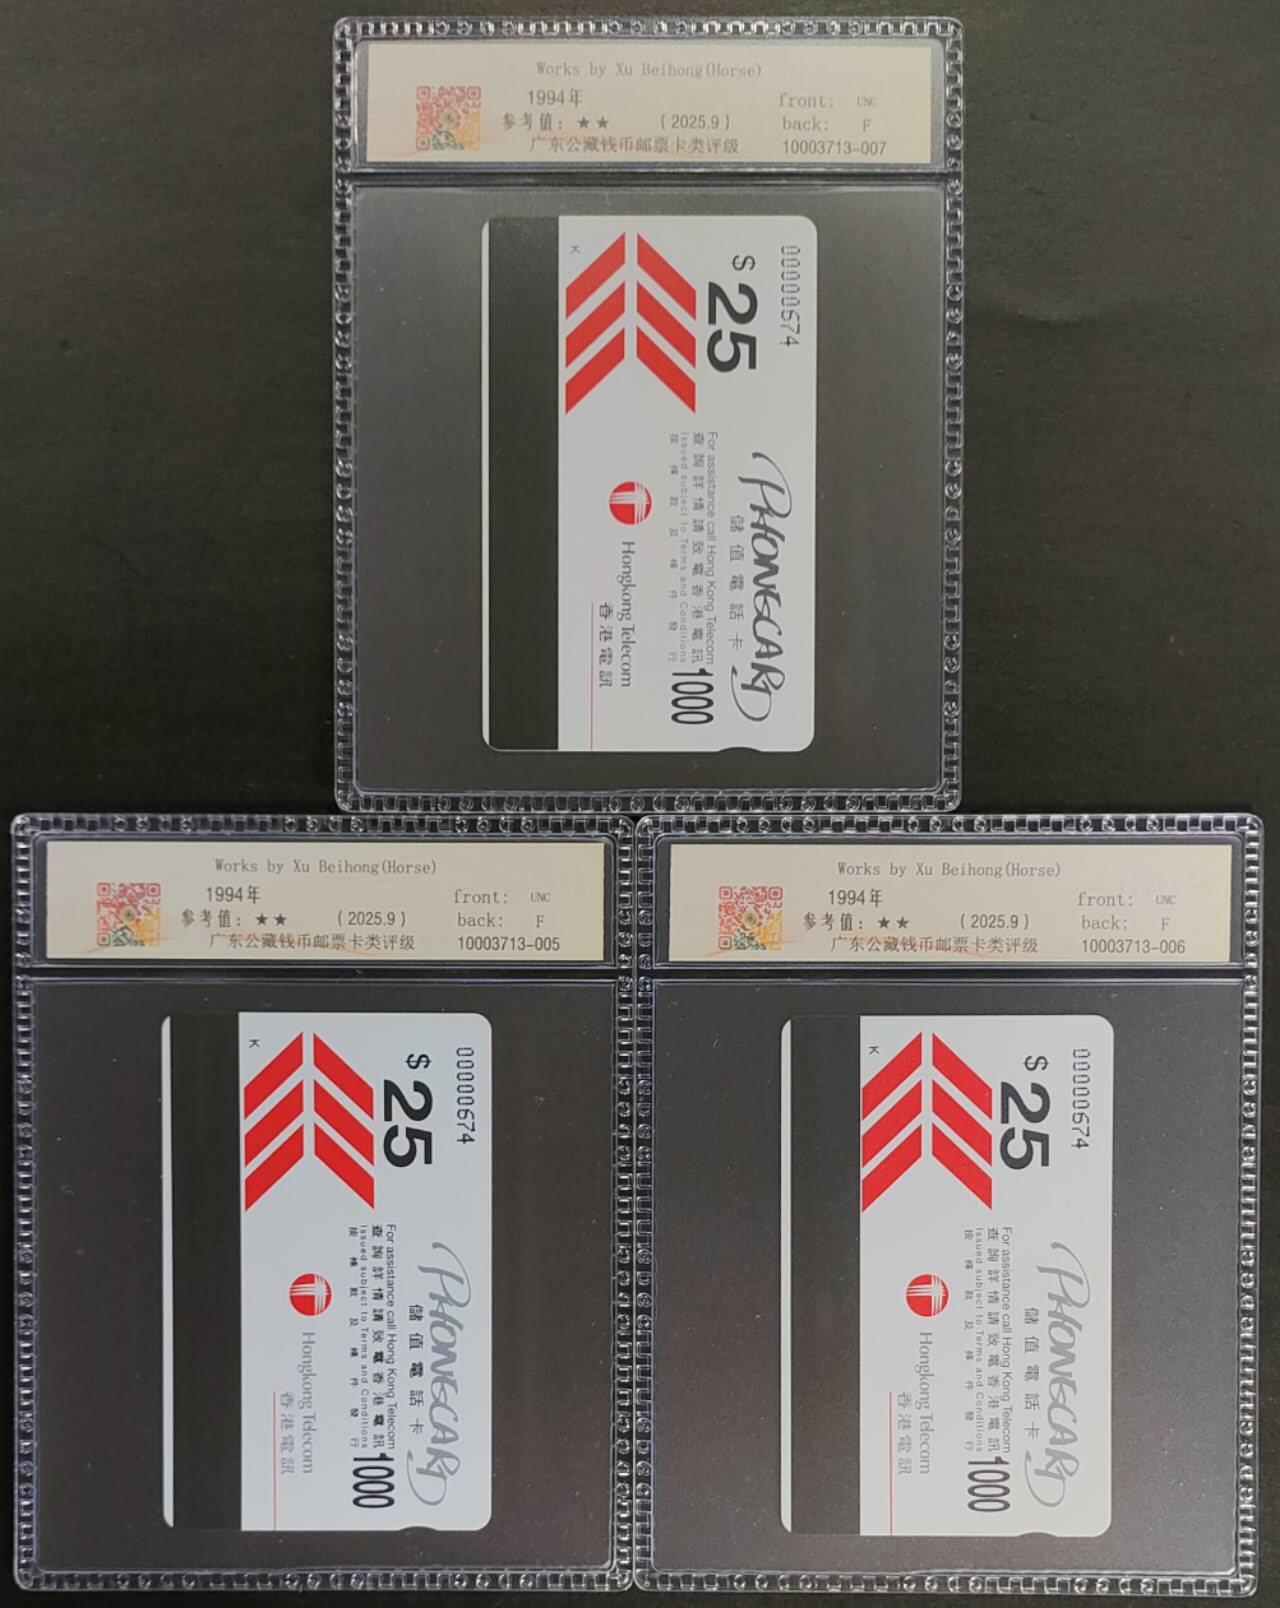 Works by Xu Beihong(Horse)
1994年
front: UNC
参考值：★★ (2025.9)
back: F
广东公藏钱币邮票卡类评级
10003713-007
00000674
$25
K
PHONECARD
儲值電話卡
For assistance call Hong Kong Telecom
查詢詳情請致電香港電訊
Issued subject to Terms and Conditions
按條款及條件發行
1000
Hongkong Telecom
香港電訊
Works by Xu Beihong(Horse)
1994年
front: UNC
参考值：★★ (2025.9)
back: F
广东公藏钱币邮票卡类评级
10003713-005
00000674
$25
K
PHONECARD
儲值電話卡
For assistance call Hong Kong Telecom
查詢詳情請致電香港電訊
Issued subject to Terms and Conditions
按條款及條件發行
1000
Hongkong Telecom
香港電訊
Works by Xu Beihong(Horse)
1994年
front: UNC
参考值：★★ (2025.9)
back: F
广东公藏钱币邮票卡类评级
10003713-006
00000674
$25
K
PHONECARD
儲值電話卡
For assistance call Hong Kong Telecom
查詢詳情請致電香港電訊
Issued subject to Terms and Conditions
按條款及條件發行
1000
Hongkong Telecom
香港電訊